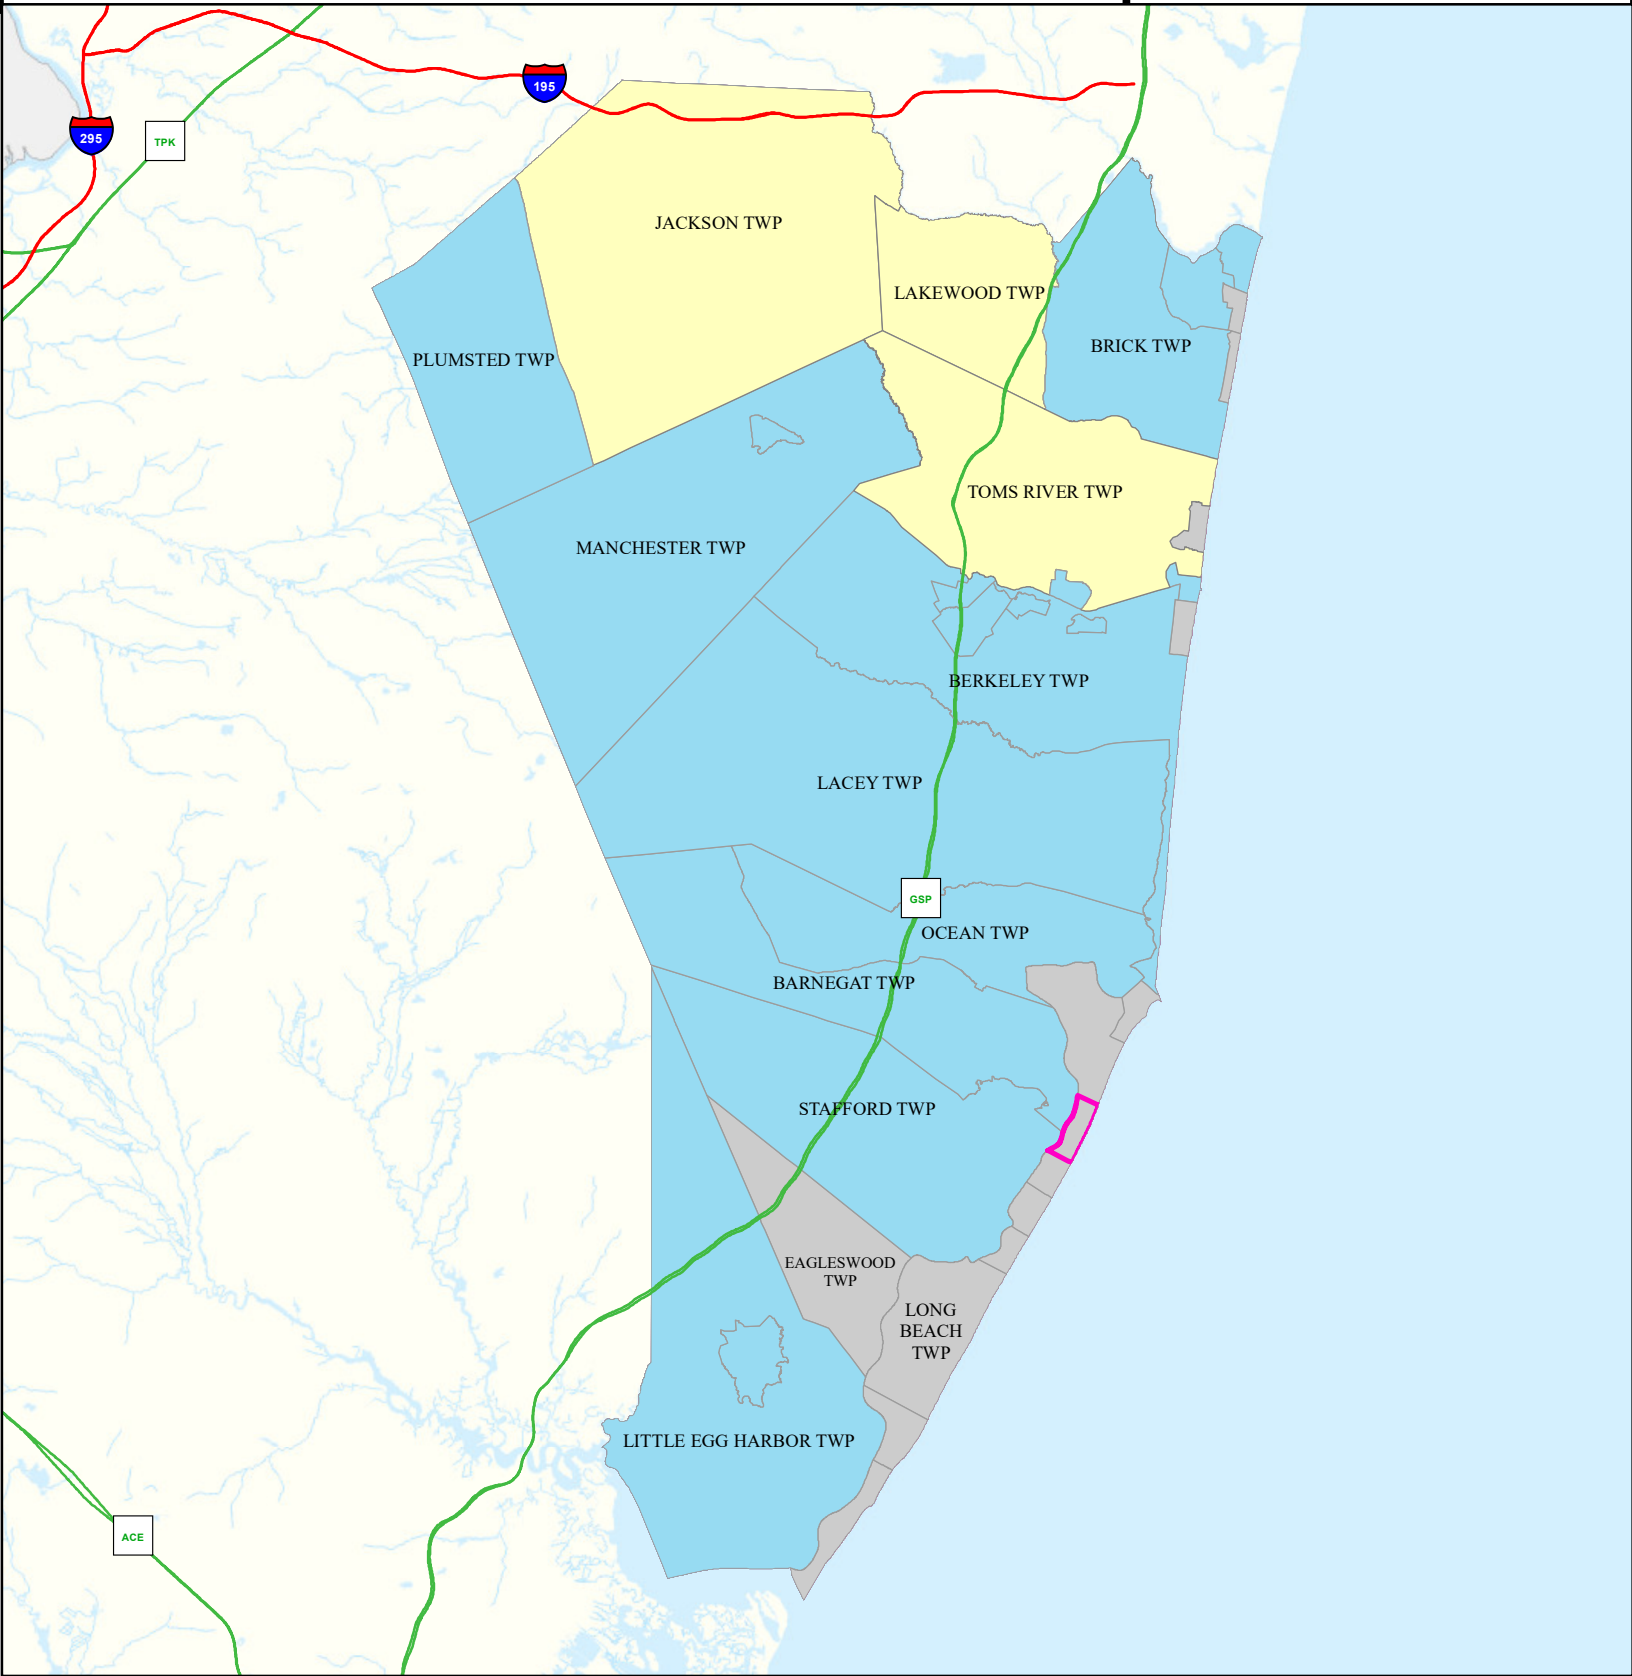 195
295
TPK
JACKSON TWP
LAKEWOOD TWP
BRICK TWP
PLUMSTED TWP
TOMS RIVER TWP
MANCHESTER TWP
BERKELEY TWP
LACEY TWP
GSP
OCEAN TWP
BARNEGAT TWP
STAFFORD TWP
EAGLESWOOD
TWP
LONG
BEACH
TWP
LITTLE EGG HARBOR TWP
ACE